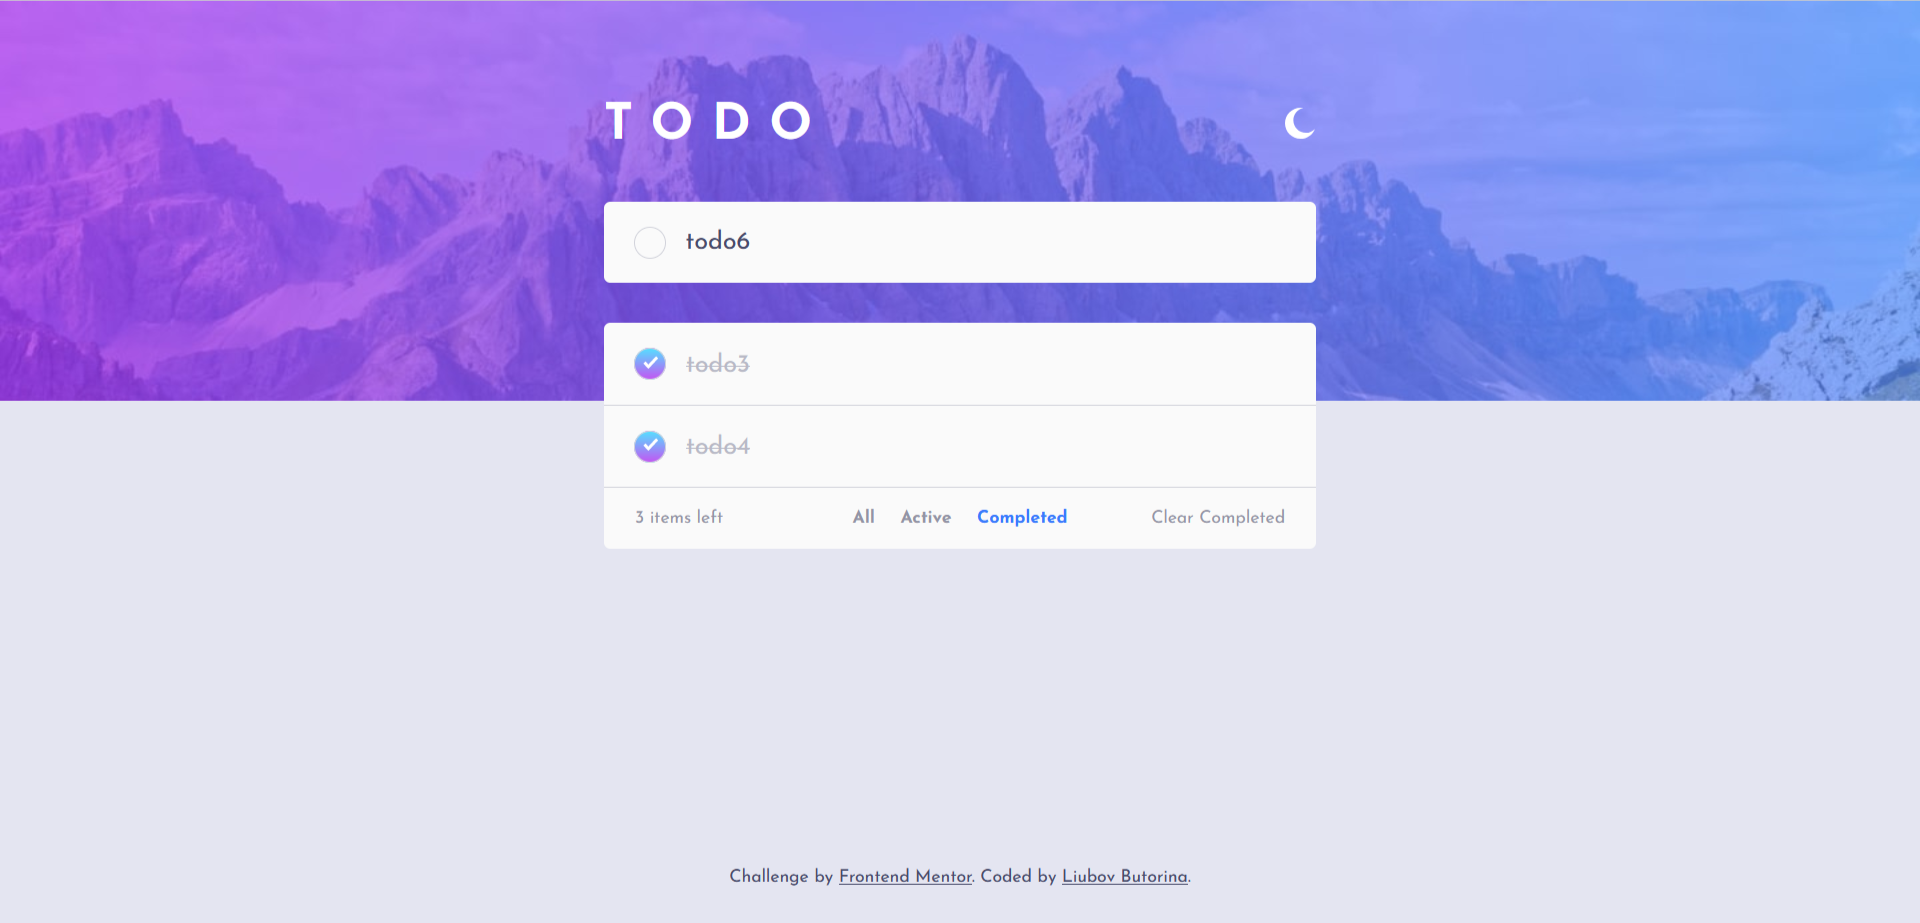 TODO
todo6
todo3
todo4
3 items left All Active Completed Clear Completed
Challenge by Frontend Mentor. Coded by Liubov Butorina.